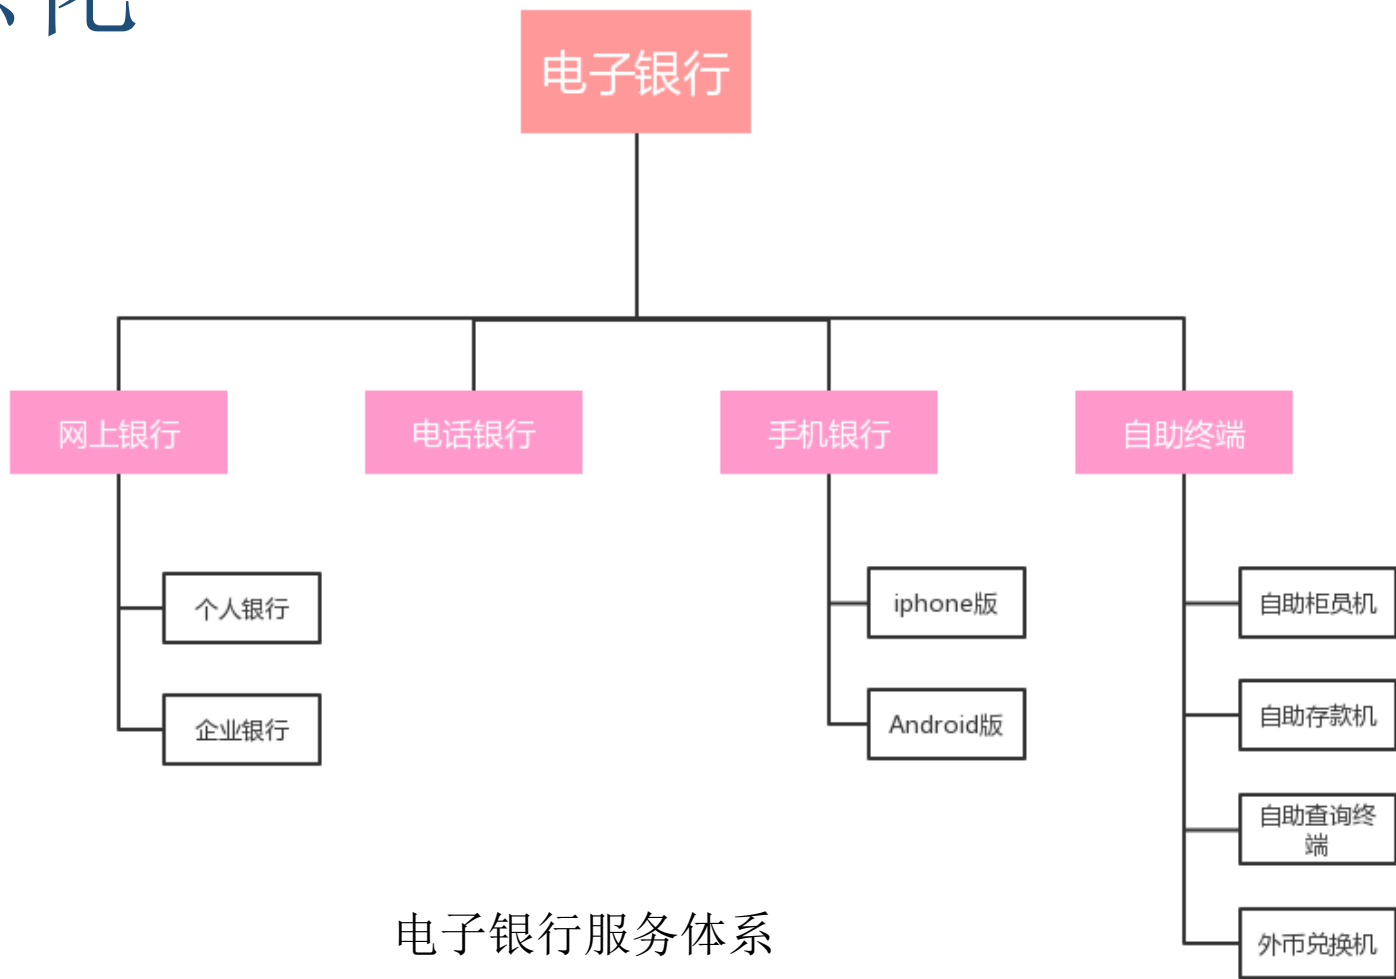 化
电子银行
网上银行
电话银行
手机银行
自助终端
个人银行
企业银行
iphone版
Android版
自助柜员机
自助存款机
自助查询终
端
外币兑换机
电子银行服务体系